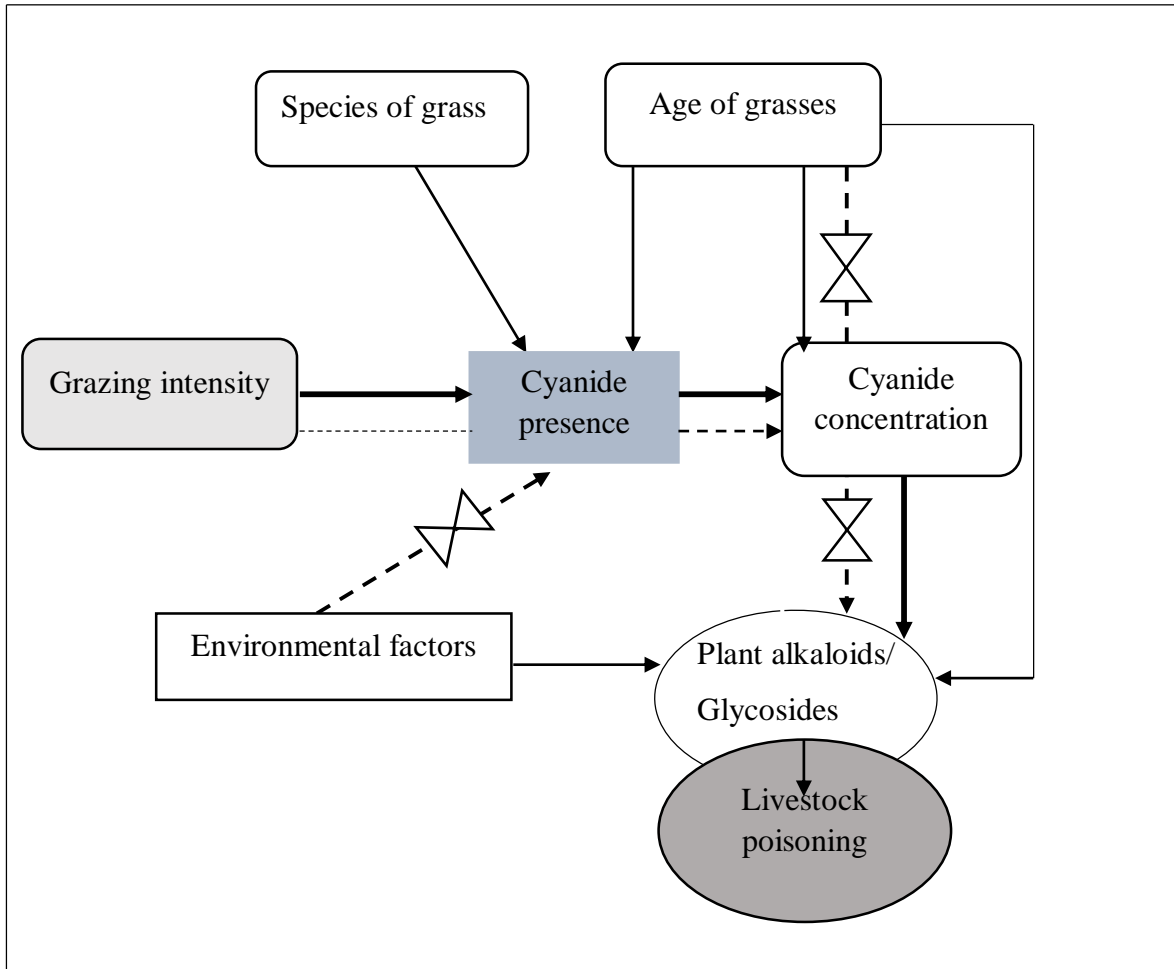 Species of grass
Age of grasses
Grazing intensity
Cyanide
presence
Cyanide
concentration
Environmental factors
Plant alkaloids/
Glycosides
Livestock
poisoning